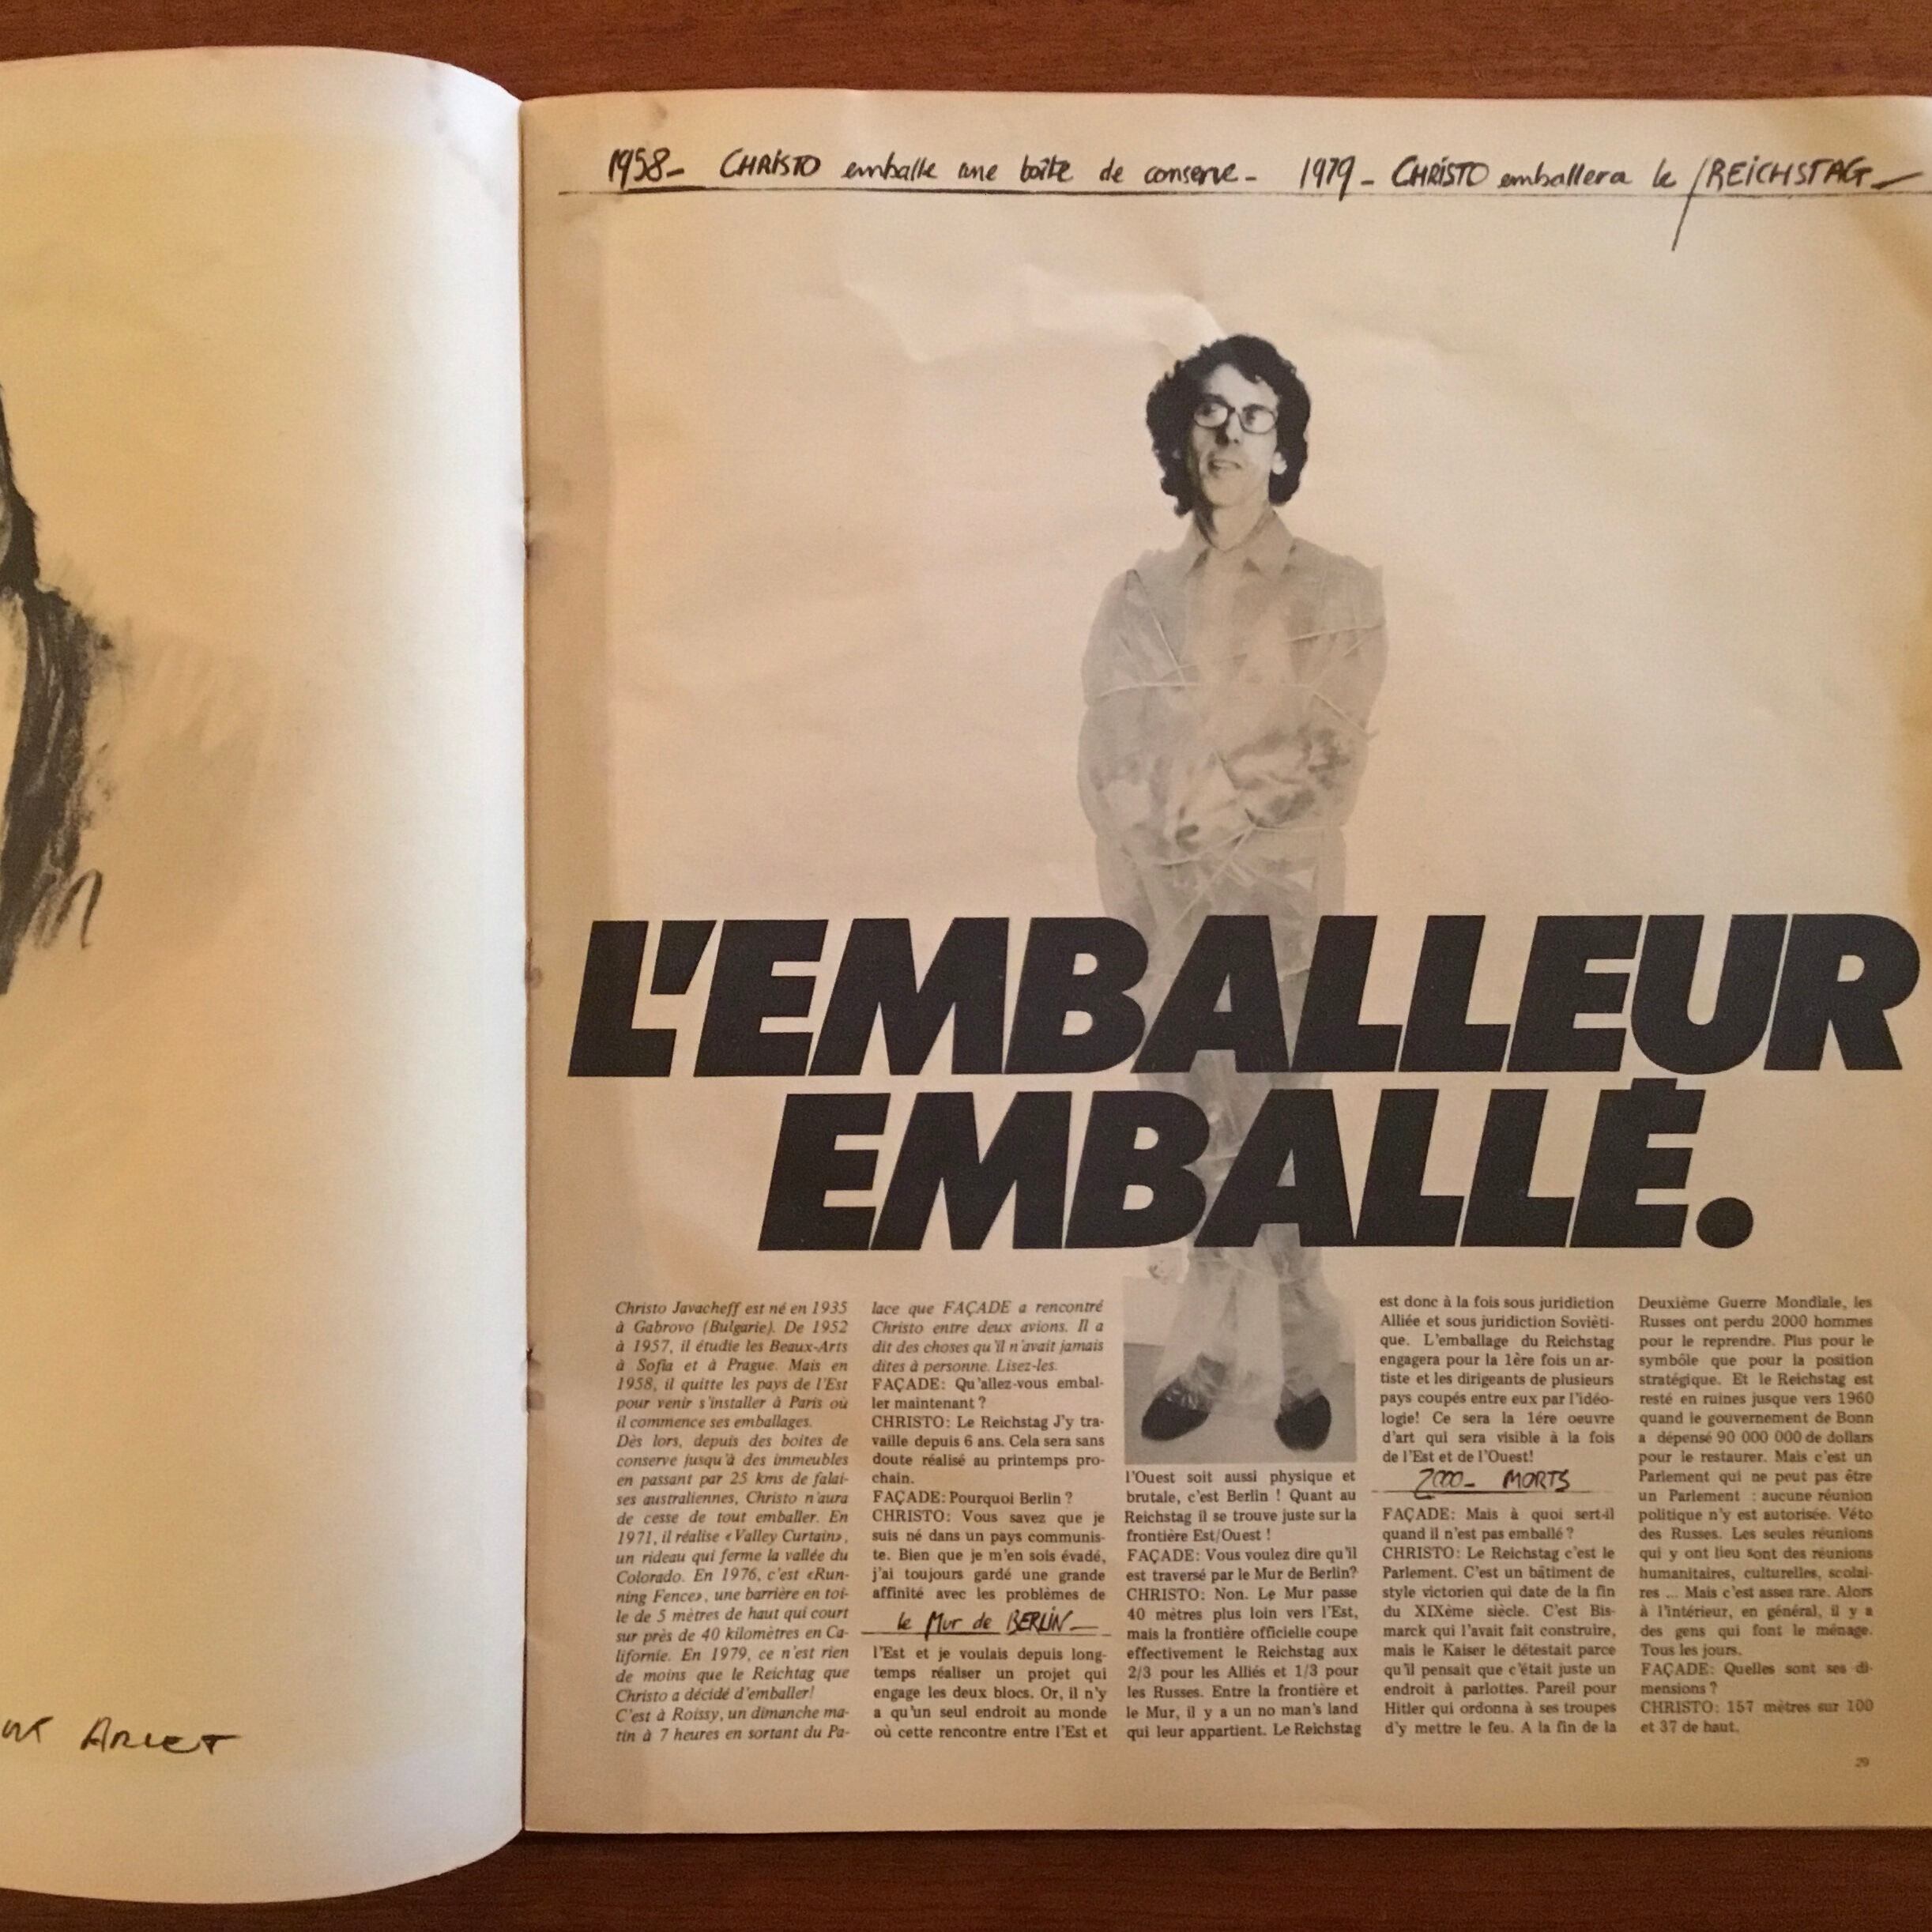 1958- CHRISTO emballe une boîte de conserve- 1979- CHRISTO emballera le REICHSTAG-
L'EMBALLEUR
EMBALLÉ.
Christo Javacheff est né en 1935
à Gabrovo (Bulgarie). De 1952
à 1957, il étudie les Beaux-Arts
à Sofia et à Prague. Mais en
1958, il quitte les pays de l'Est
pour venir s'installer à Paris où
il commence ses emballages.
Dès lors, depuis des boites de
conserve jusqu'à des immeubles
en passant par 25 kms de falai-
ses australiennes, Christo n'aura
de cesse de tout emballer. En
1971, il réalise «Valley Curtain»,
un rideau qui ferme la vallée du
Colorado. En 1976, c'est «Run-
ning Fence», une barrière en toi-
le de 5 mètres de haut qui court
sur près de 40 kilomètres en Ca-
lifornie. En 1979, ce n'est rien
de moins que le Reichtag que
Christo a décidé d'emballer!
C'est à Roissy, un dimanche ma-
tin à 7 heures en sortant du Pa-
lace que FAÇADE a rencontré
Christo entre deux avions. Il a
dit des choses qu'il n'avait jamais
dites à personne. Lisez-les.
FAÇADE: Qu'allez-vous embal-
ler maintenant ?
CHRISTO: Le Reichstag J'y tra-
vaille depuis 6 ans. Cela sera sans
doute réalisé au printemps pro-
chain.
FAÇADE: Pourquoi Berlin ?
CHRISTO: Vous savez que je
suis né dans un pays communis-
te. Bien que je m'en sois évadé,
j'ai toujours gardé une grande
affinité avec les problèmes de
le Mur de BERLIN-
l'Est et je voulais depuis long-
temps réaliser un projet qui
engage les deux blocs. Or, il n'y
a qu'un seul endroit au monde
où cette rencontre entre l'Est et
l'Ouest soit aussi physique et
brutale, c'est Berlin ! Quant au
Reichstag il se trouve juste sur la
frontière Est/Ouest !
FAÇADE: Vous voulez dire qu'il
est traversé par le Mur de Berlin?
CHRISTO: Non. Le Mur passe
40 mètres plus loin vers l'Est,
mais la frontière officielle coupe
effectivement le Reichstag aux
2/3 pour les Alliés et 1/3 pour
les Russes. Entre la frontière et
le Mur, il y a un no man's land
qui leur appartient. Le Reichstag
est donc à la fois sous juridiction
Alliée et sous juridiction Soviéti-
que. L'emballage du Reichstag
engagera pour la 1ère fois un ar-
tiste et les dirigeants de plusieurs
pays coupés entre eux par l'idéo-
logie! Ce sera la 1ére oeuvre
d'art qui sera visible à la fois
de l'Est et de l'Ouest!
2000- MORTS
FAÇADE: Mais à quoi sert-il
quand il n'est pas emballé ?
CHRISTO: Le Reichstag c'est le
Parlement. C'est un bâtiment de
style victorien qui date de la fin
du XIXème siècle. C'est Bis-
marck qui l'avait fait construire,
mais le Kaiser le détestait parce
qu'il pensait que c'était juste un
endroit à parlottes. Pareil pour
Hitler qui ordonna à ses troupes
d'y mettre le feu. A la fin de la
Deuxième Guerre Mondiale, les
Russes ont perdu 2000 hommes
pour le reprendre. Plus pour le
symbôle que pour la position
stratégique. Et le Reichstag est
resté en ruines jusque vers 1960
quand le gouvernement de Bonn
a dépensé 90 000 000 de dollars
pour le restaurer. Mais c'est un
Parlement qui ne peut pas être
un Parlement : aucune réunion
politique n'y est autorisée. Véto
des Russes. Les seules réunions
qui y ont lieu sont des réunions
humanitaires, culturelles, scolai-
res ... Mais c'est assez rare. Alors
à l'intérieur, en général, il y a
des gens qui font le ménage.
Tous les jours.
FAÇADE: Quelles sont ses di-
mensions ?
CHRISTO: 157 mètres sur 100
et 37 de haut.
29